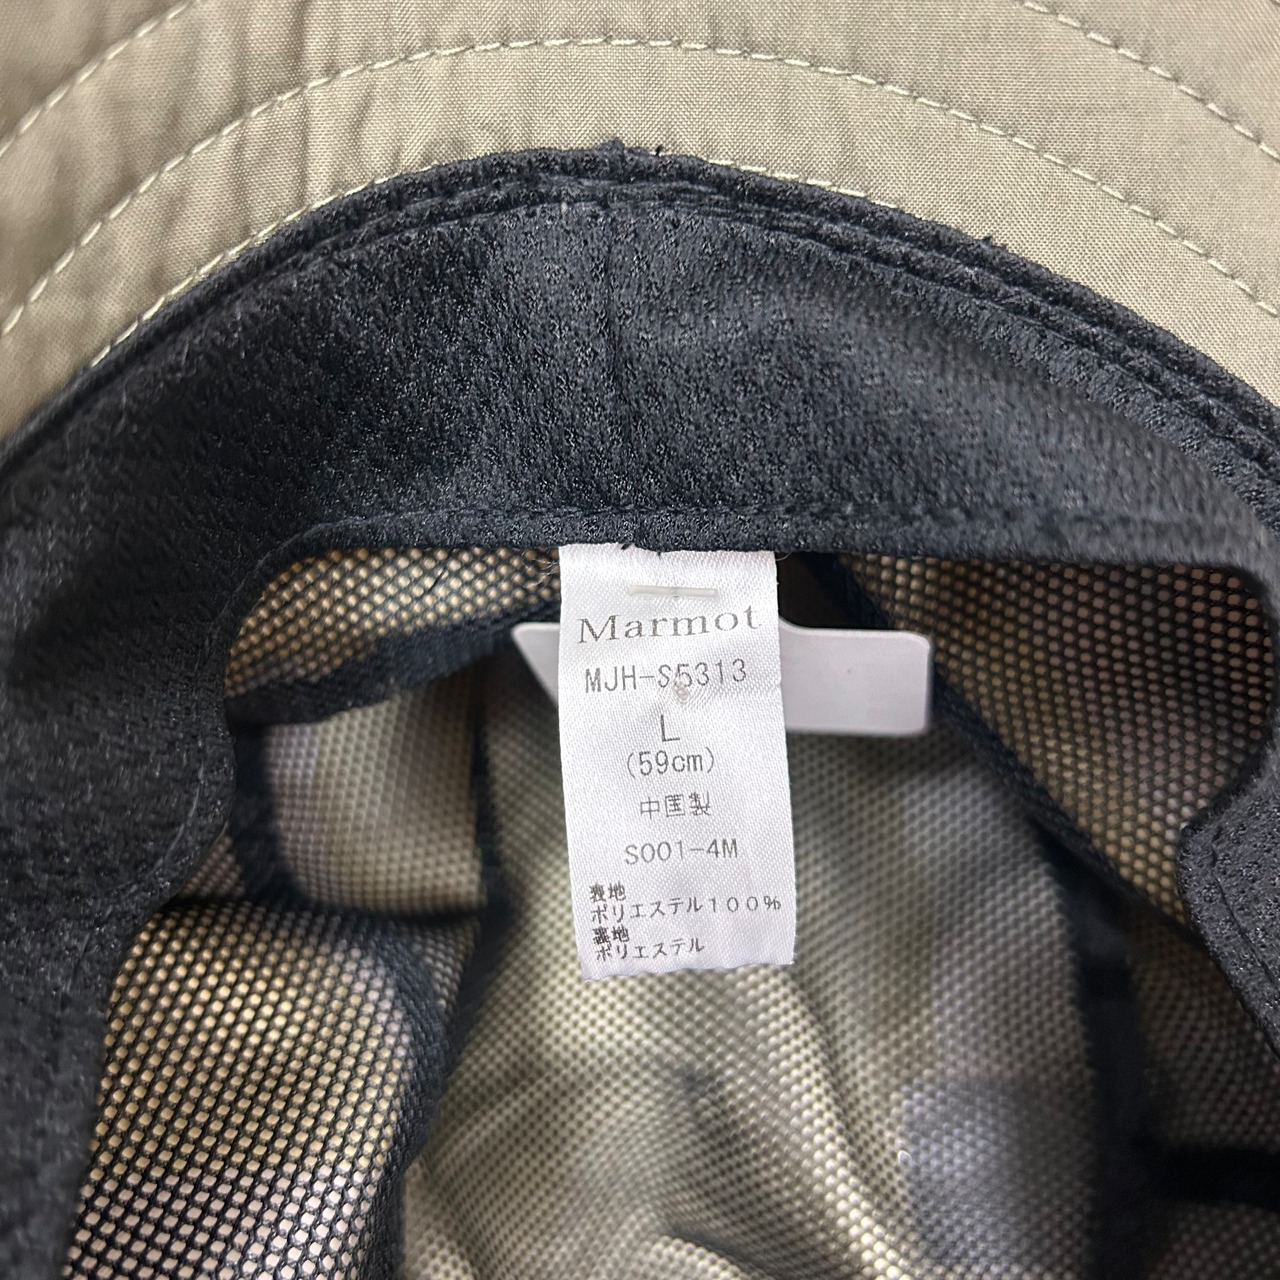 Marmot
MJH-S5313
L
(59cm)
中国製
S001-4M
表地
ポリエステル100%
裏地
ポリエステル